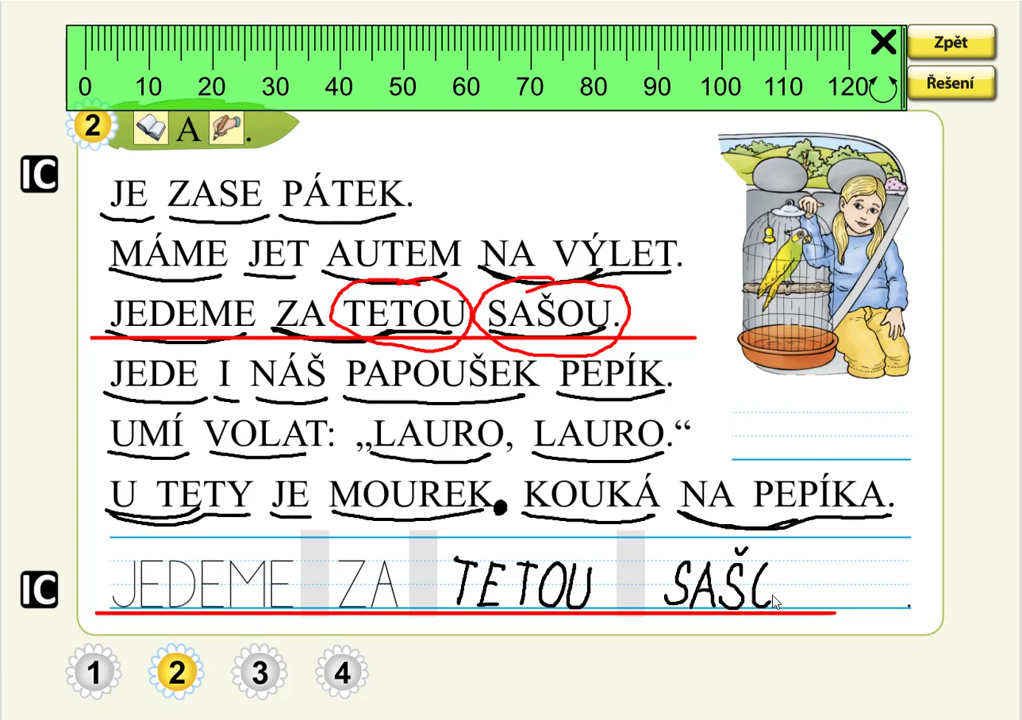 0 10 20 30 40 50 60 70 80 90 100 110 120
Zpět
Řešení
2 A .
IC
JE ZASE PÁTEK.
MÁME JET AUTEM NA VÝLET.
JEDEME ZA TETOU SAŠOU.
JEDE I NÁŠ PAPOUŠEK PEPÍK.
UMÍ VOLAT: „LAURO, LAURO.“
U TETY JE MOUREK. KOUKÁ NA PEPÍKA.
IC
JEDEME ZA TETOU SAŠC .
1 2 3 4